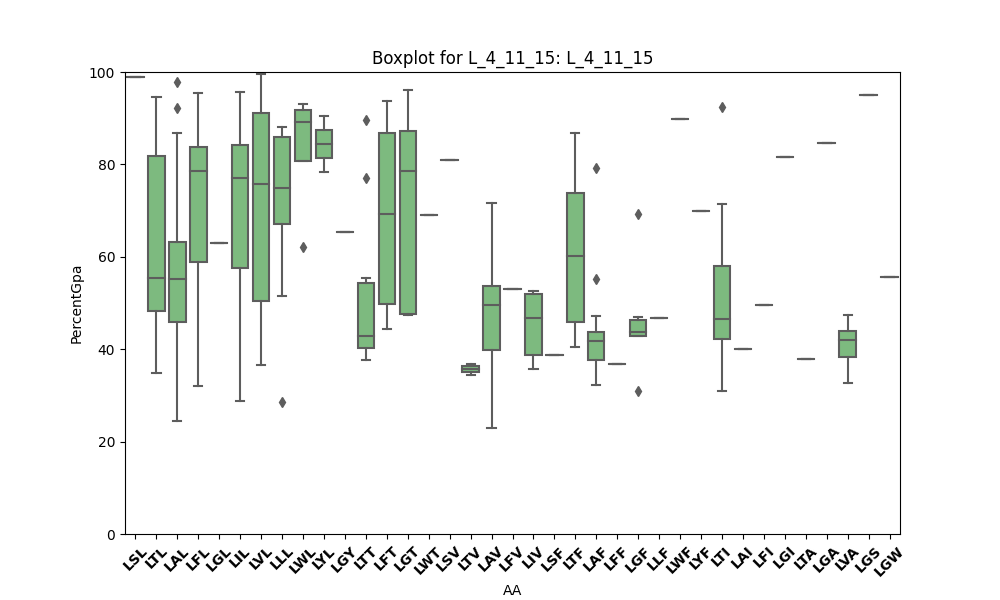 Boxplot for L_4_11_15: L_4_11_15
100
80
60
40
20
0
PercentGpa
LSL LTL LAL LFL LGL LIL LVL LLL LWL LYL LGY LTT LFT LGT LWT LSV LTV LAV LFV LIV LSF LTF LAF LFF LGF LLF LWF LYF LTI LAI LFI LGI LTA LGA LVA LGS LGW
AA